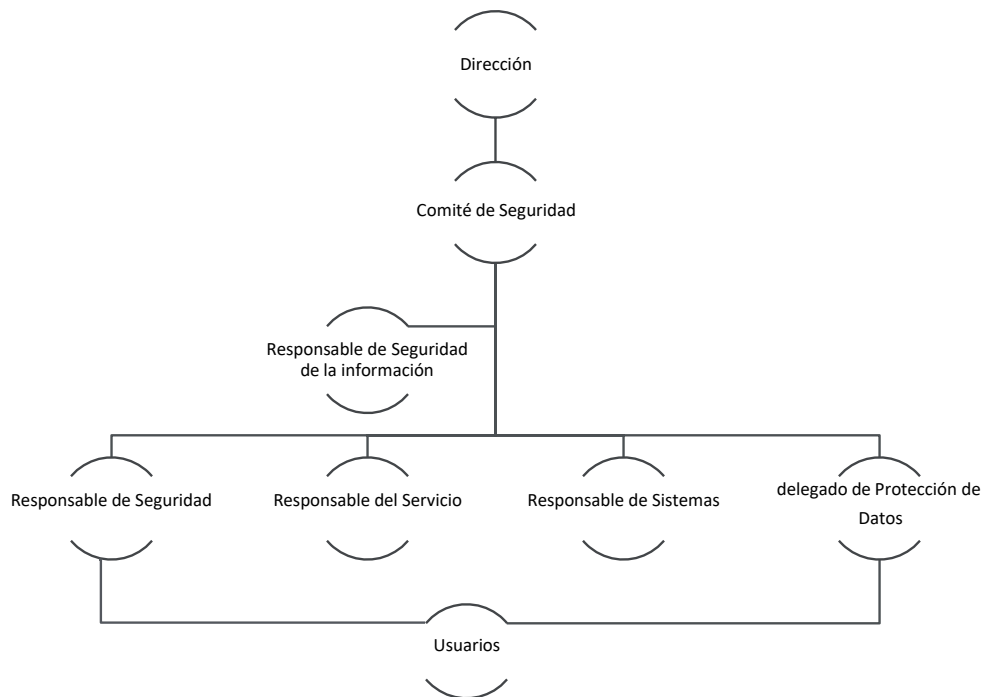 Dirección
Comité de Seguridad
Responsable de Seguridad
de la información
Responsable de Seguridad
Responsable del Servicio
Responsable de Sistemas
delegado de Protección de
Datos
Usuarios